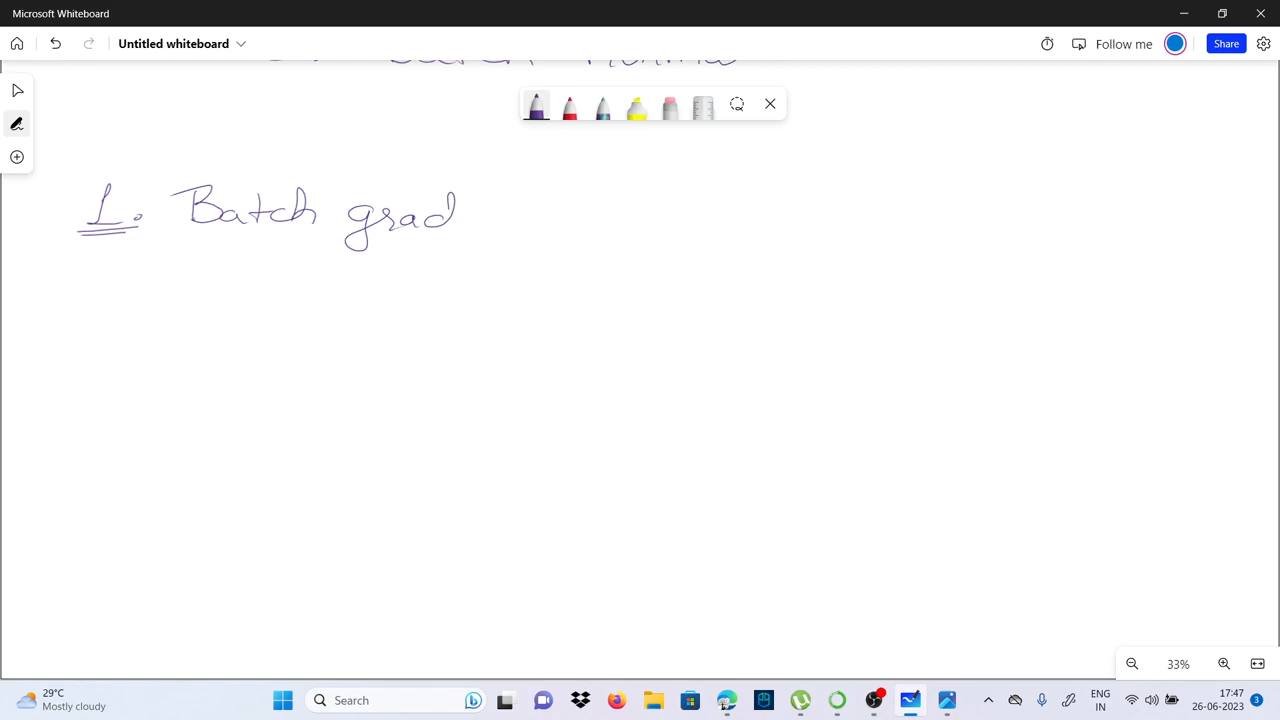 Microsoft Whiteboard
Untitled whiteboard
Follow me
Share
1. Batch grad
33%
29°C
Mostly cloudy
Search
ENG
IN
17:47
26-06-2023
3